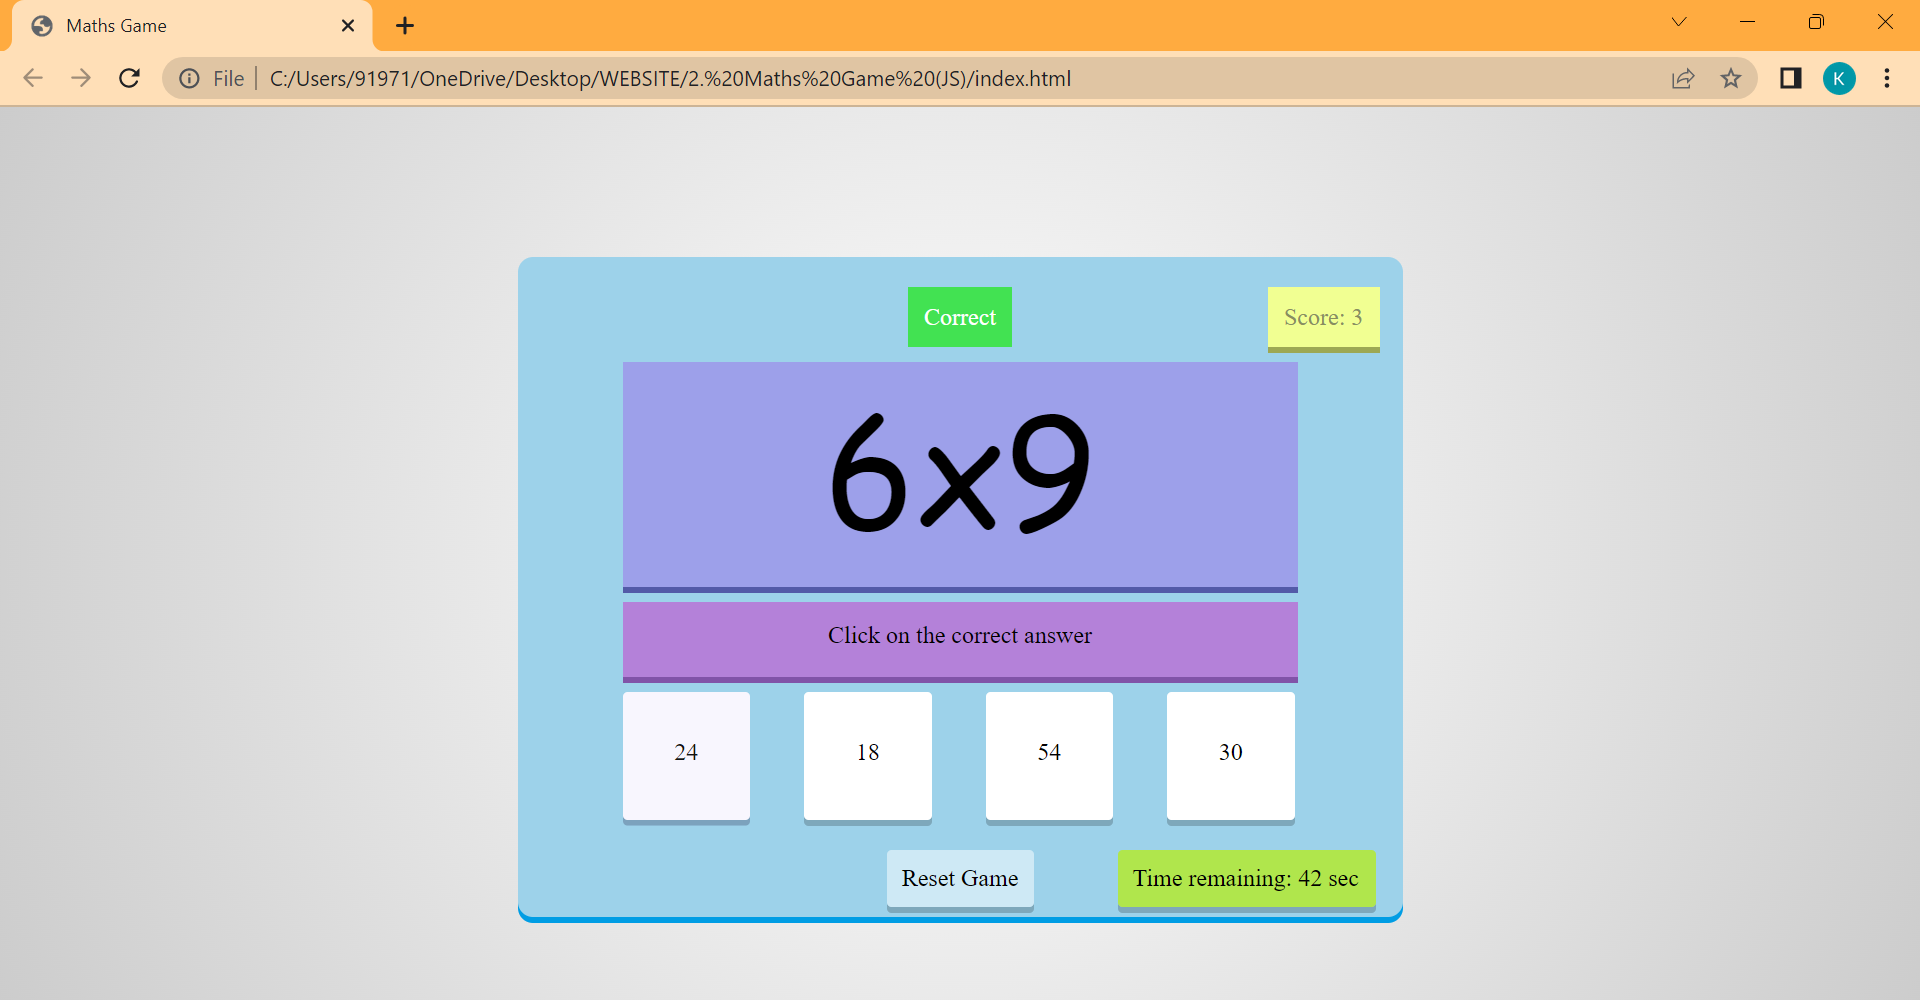 Maths Game
File
C:/Users/91971/OneDrive/Desktop/WEBSITE/2.%20Maths%20Game%20(JS)/index.html
K
Correct
Score: 3
6x9
Click on the correct answer
24
18
54
30
Reset Game
Time remaining: 42 sec